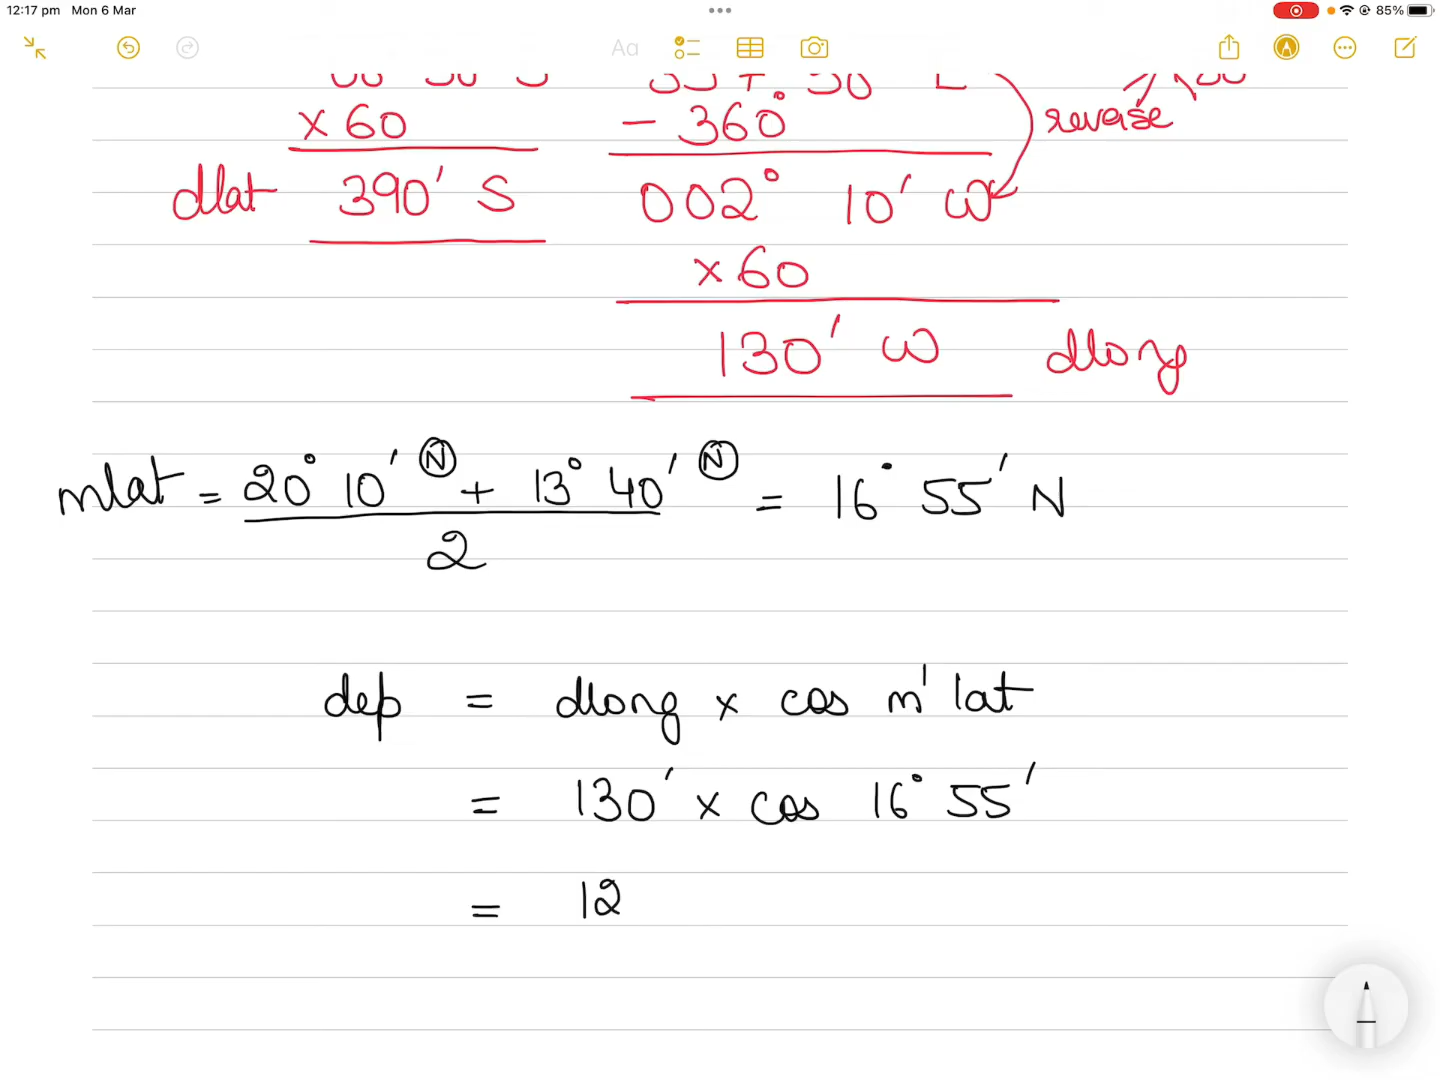 12:17 pm Mon 6 Mar 85%
Aa
x 60 − 360° reverse
dlat 390' S 002° 10' W
x 60
130' W dlong
mlat = 20° 10' N + 13° 40' N = 16° 55' N
2
dep = dlong x cos m' lat
= 130' x cos 16° 55'
= 12